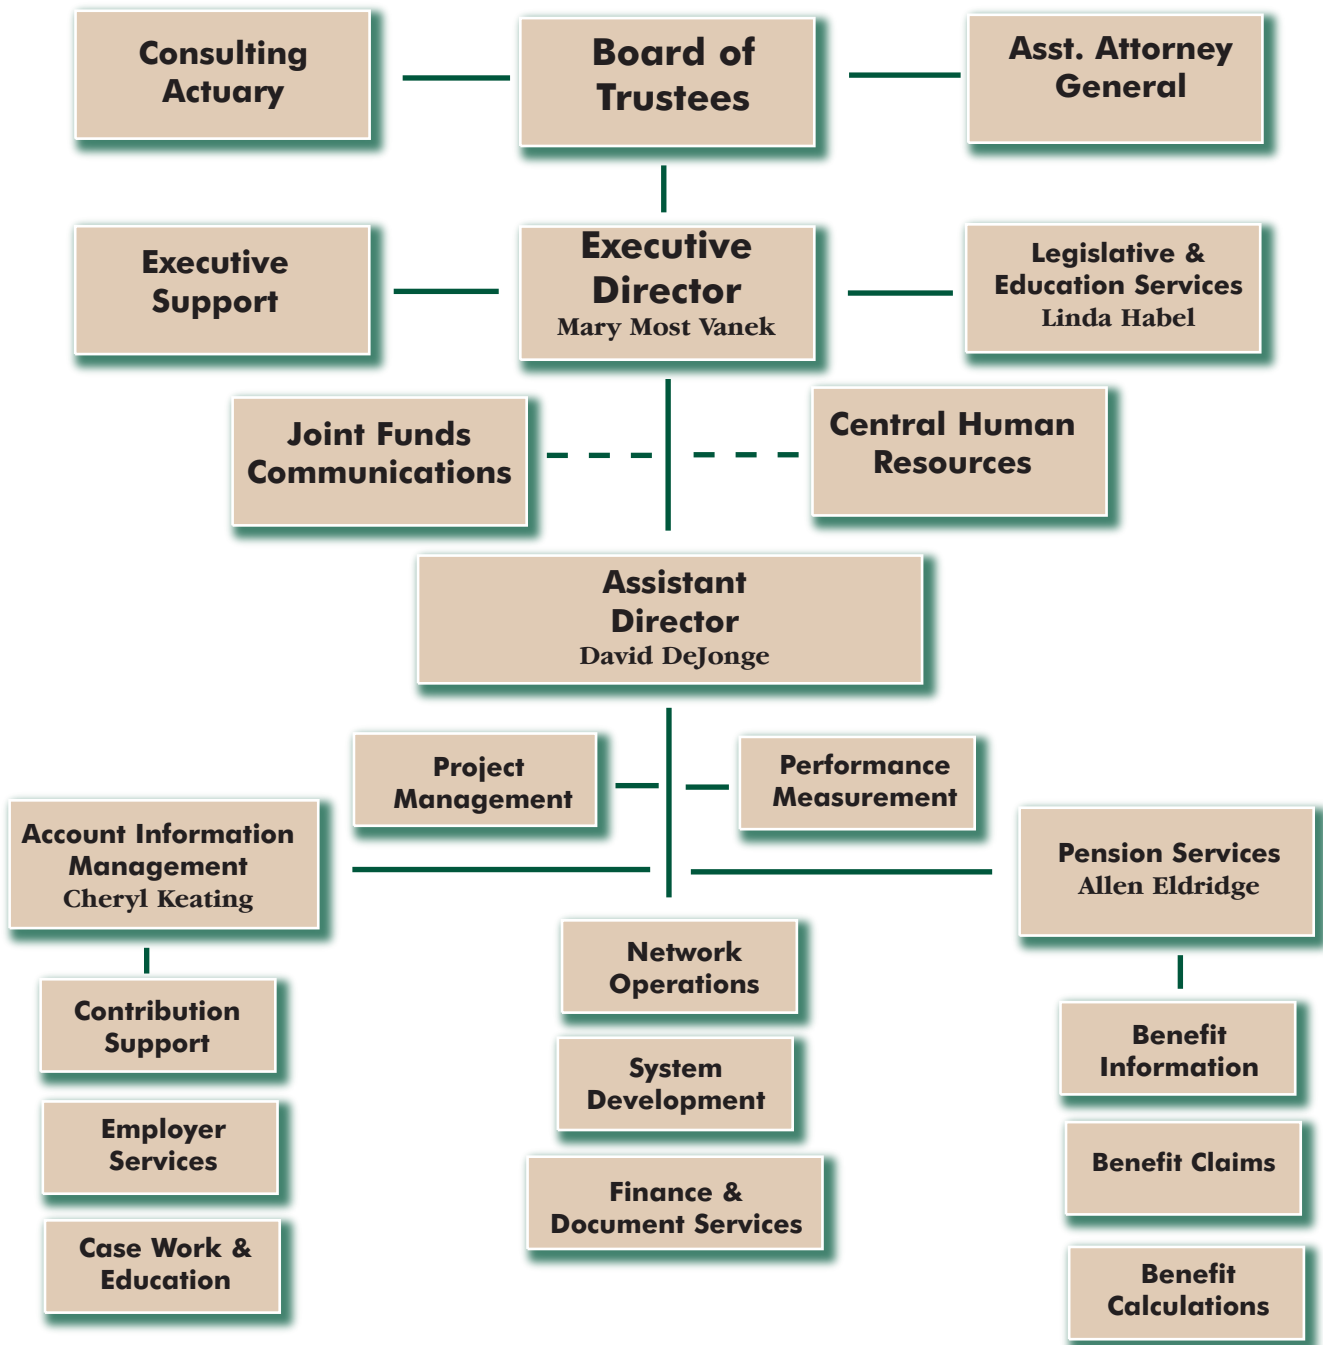 Consulting
Actuary
Board of
Trustees
Asst. Attorney
General
Executive
Support
Executive
Director
Mary Most Vanek
Legislative &
Education Services
Linda Habel
Joint Funds
Communications
Central Human
Resources
Assistant
Director
David DeJonge
Project
Management
Performance
Measurement
Account Information
Management
Cheryl Keating
Pension Services
Allen Eldridge
Contribution
Support
Employer
Services
Case Work &
Education
Network
Operations
System
Development
Finance &
Document Services
Benefit
Information
Benefit Claims
Benefit
Calculations